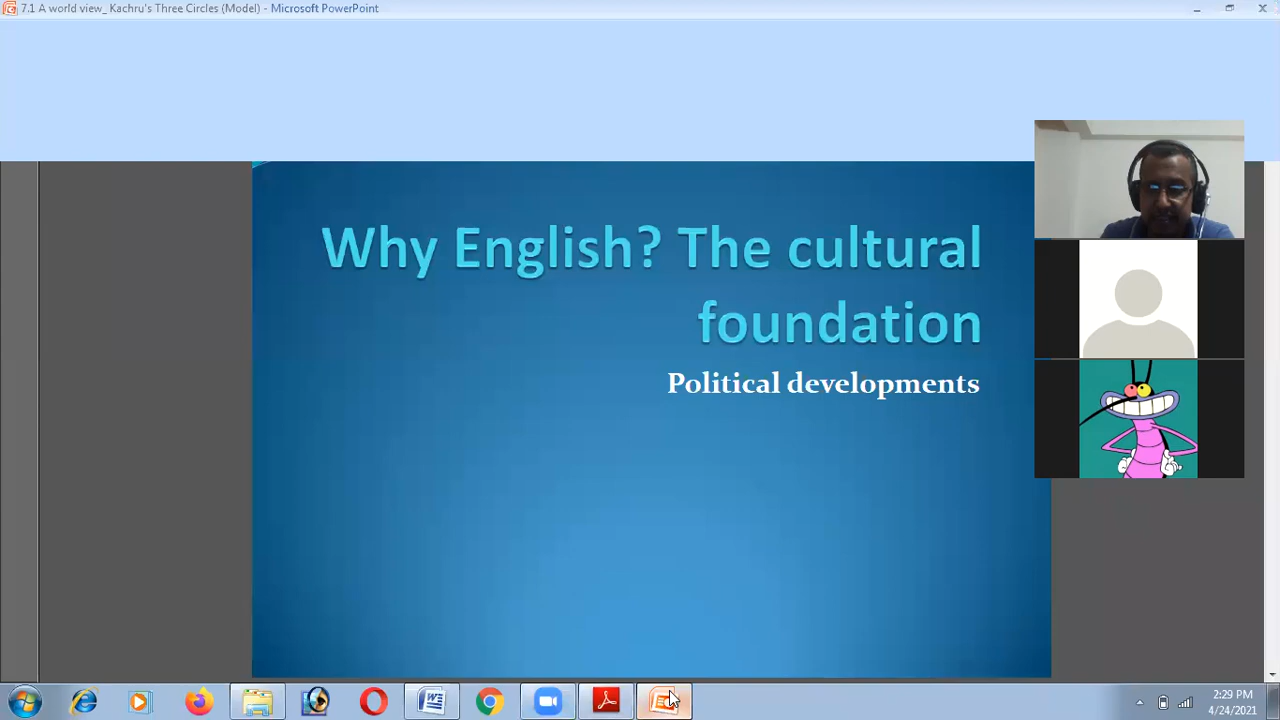 7.1 A world view_ Kachru's Three Circles (Model) - Microsoft PowerPoint
Why English? The cultural
foundation
Political developments
2:29 PM
4/24/2021